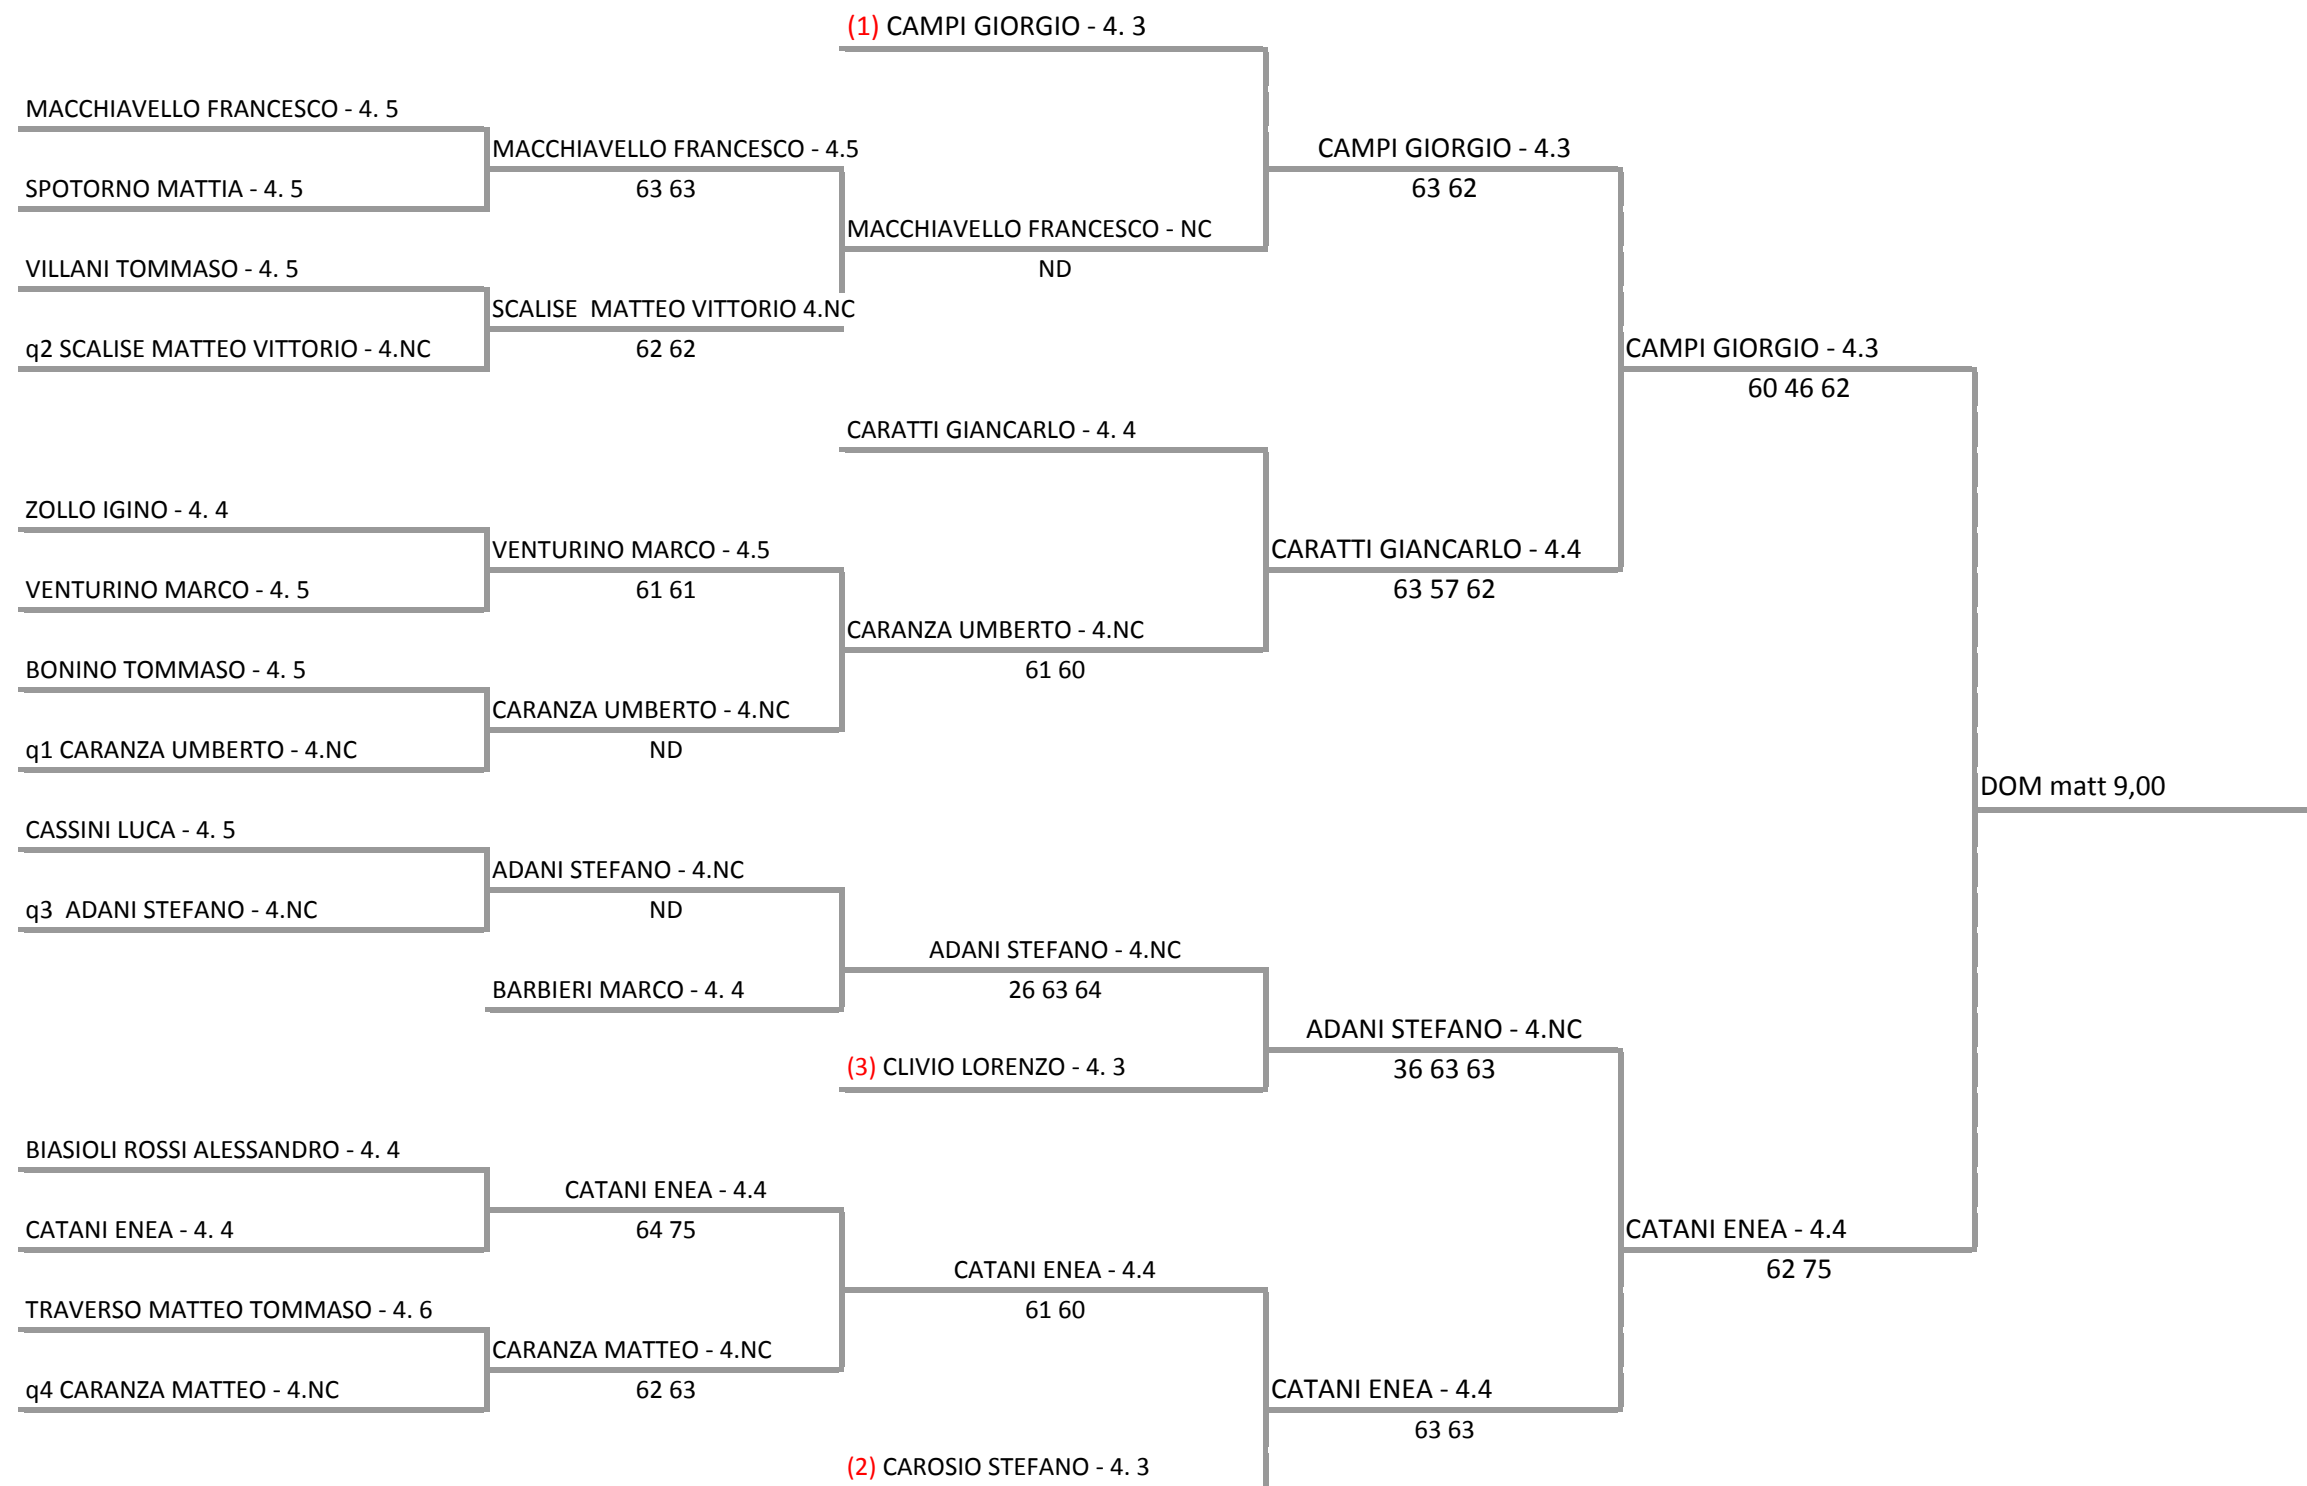 (1) CAMPI GIORGIO - 4. 3
MACCHIAVELLO FRANCESCO - 4. 5
MACCHIAVELLO FRANCESCO - 4.5
CAMPI GIORGIO - 4.3
SPOTORNO MATTIA - 4. 5
63 63
63 62
MACCHIAVELLO FRANCESCO - NC
VILLANI TOMMASO - 4. 5
ND
SCALISE  MATTEO VITTORIO 4.NC
q2 SCALISE MATTEO VITTORIO - 4.NC
62 62
CAMPI GIORGIO - 4.3
60 46 62
CARATTI GIANCARLO - 4. 4
ZOLLO IGINO - 4. 4
VENTURINO MARCO - 4.5
CARATTI GIANCARLO - 4.4
VENTURINO MARCO - 4. 5
61 61
63 57 62
CARANZA UMBERTO - 4.NC
BONINO TOMMASO - 4. 5
61 60
CARANZA UMBERTO - 4.NC
q1 CARANZA UMBERTO - 4.NC
ND
DOM matt 9,00
CASSINI LUCA - 4. 5
ADANI STEFANO - 4.NC
q3  ADANI STEFANO - 4.NC
ND
ADANI STEFANO - 4.NC
BARBIERI MARCO - 4. 4
26 63 64
ADANI STEFANO - 4.NC
(3) CLIVIO LORENZO - 4. 3
36 63 63
BIASIOLI ROSSI ALESSANDRO - 4. 4
CATANI ENEA - 4.4
CATANI ENEA - 4. 4
64 75
CATANI ENEA - 4.4
CATANI ENEA - 4.4
62 75
TRAVERSO MATTEO TOMMASO - 4. 6
61 60
CARANZA MATTEO - 4.NC
q4 CARANZA MATTEO - 4.NC
62 63
CATANI ENEA - 4.4
63 63
(2) CAROSIO STEFANO - 4. 3